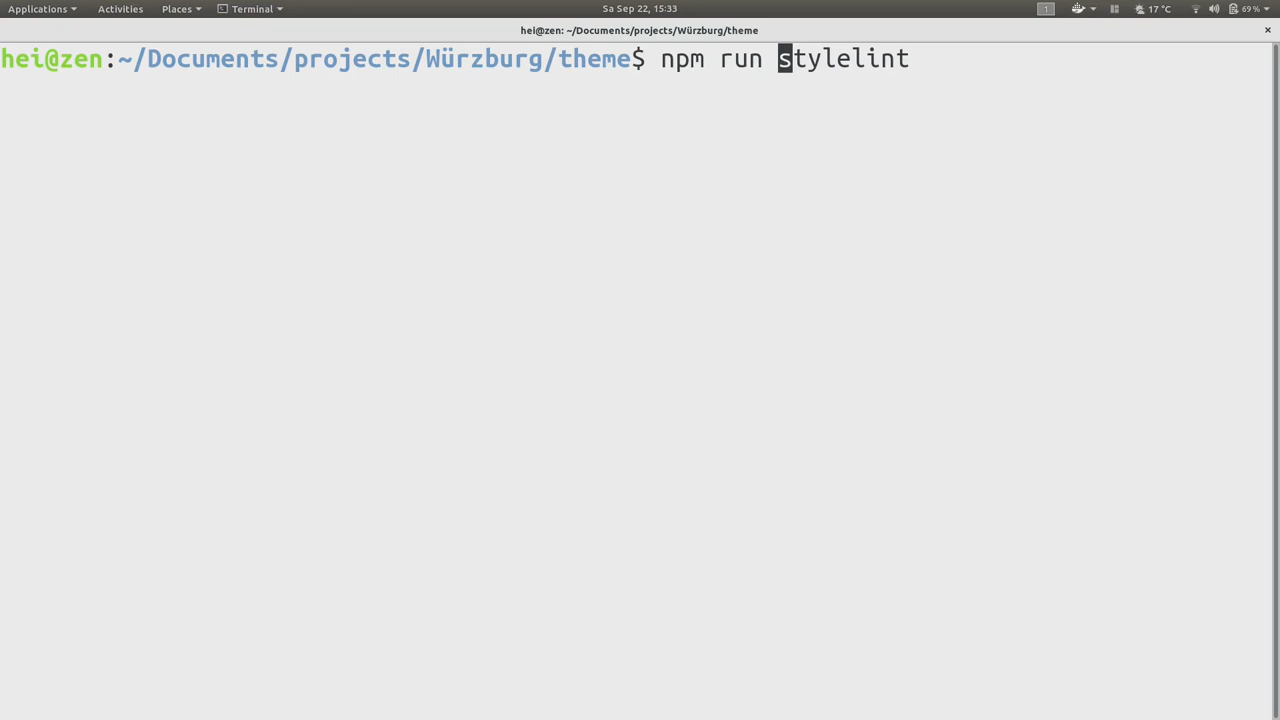 Applications Activities Places Terminal Sa Sep 22, 15:33 1 17 °C 69 %
hei@zen: ~/Documents/projects/Würzburg/theme
hei@zen:~/Documents/projects/Würzburg/theme$ npm run stylelint